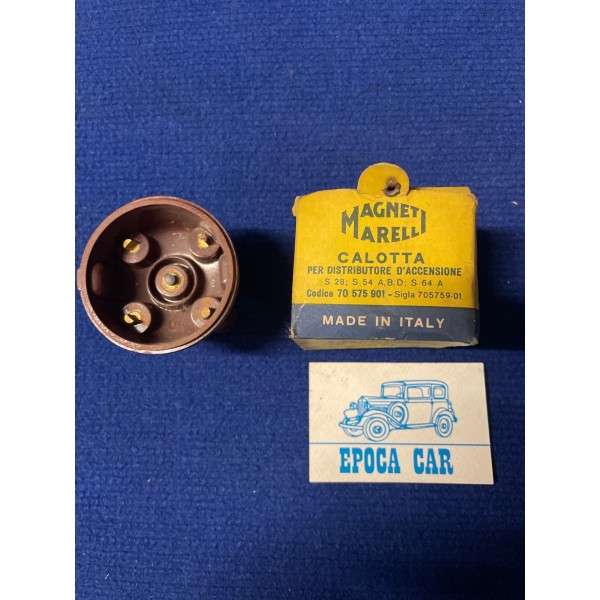 MAGNETI
MARELLI
CALOTTA
PER DISTRIBUTORE D'ACCENSIONE
S 28; S 54 A,B,D; S 64 A
Codice 70 575 901 - Sigla 705759-01
MADE IN ITALY
EPOCA CAR